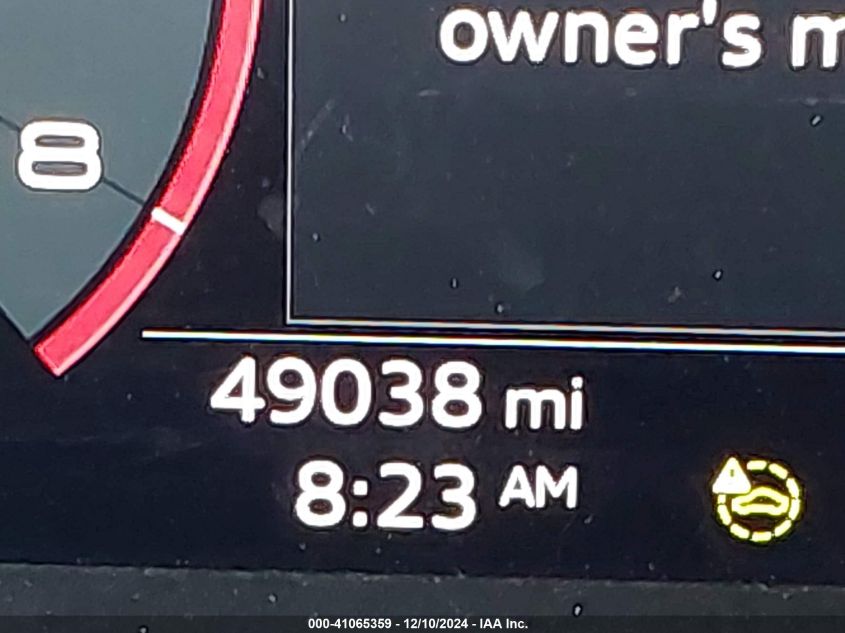 owner's m
8
49038 mi
8:23 AM
000-41065359 - 12/10/2024 - IAA Inc.